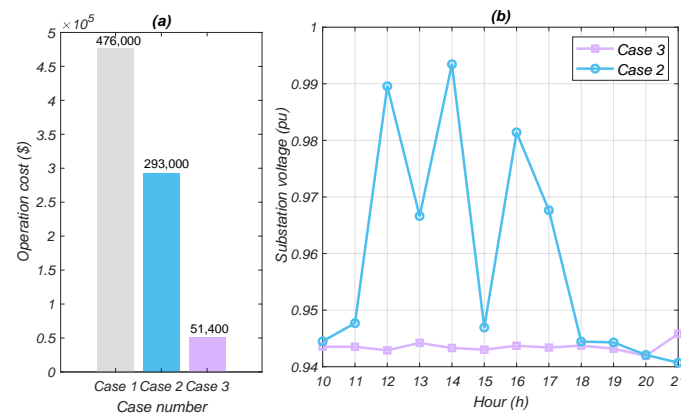 (a)
× 10^5
476,000
293,000
51,400
5
4.5
4
3.5
3
2.5
2
1.5
1
0.5
0
Operation cost ($)
Case 1 Case 2 Case 3
Case number
(b)
Case 3
Case 2
1
0.99
0.98
0.97
0.96
0.95
0.94
Substation voltage (pu)
10 11 12 13 14 15 16 17 18 19 20 21
Hour (h)